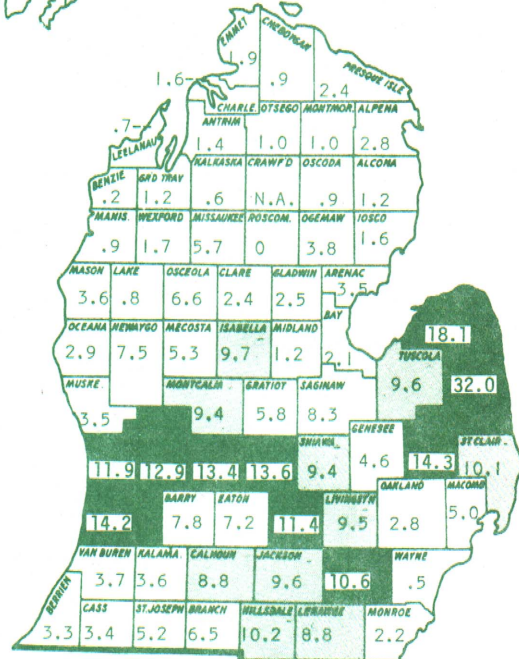 EMMET
CHEBOYGAN
1.9
PRESQUE ISLE
1.6
.9
2.4
CHARLE. OTSEGO MONTMOR. ALPENA
ANTRIM
.7
LEELANAU
1.4 1.0 1.0 2.8
BENZIE GR'D TRAV KALKASKA CRAWF'D OSCODA ALCONA
.2 1.2 .6 N.A. .9 1.2
MANIS. WEXFORD MISSAUKEE ROSCOM. OGEMAW IOSCO
.9 1.7 5.7 0 3.8 1.6
MASON LAKE OSCEOLA CLARE GLADWIN ARENAC
3.6 .8 6.6 2.4 2.5 3.5
BAY
OCEANA NEWAYGO MECOSTA ISABELLA MIDLAND
2.9 7.5 5.3 9.7 1.2 2.1
18.1
TUSCOLA
9.6
32.0
MUSKE. MONTCALM GRATIOT SAGINAW
3.5 9.4 5.8 8.3
GENESEE
SHIAWA. ST CLAIR
9.4 4.6 14.3 10.1
11.9 12.9 13.4 13.6
OAKLAND MACOMB
BARRY EATON LIVINGST'N
14.2 7.8 7.2 11.4 9.5 2.8 5.0
VAN BUREN KALAMA. CALHOUN JACKSON WAYNE
3.7 3.6 8.8 9.6 10.6 .5
BERRIEN
CASS ST.JOSEPH BRANCH HILLSDALE LENAWEE MONROE
3.3 3.4 5.2 6.5 10.2 8.8 2.2